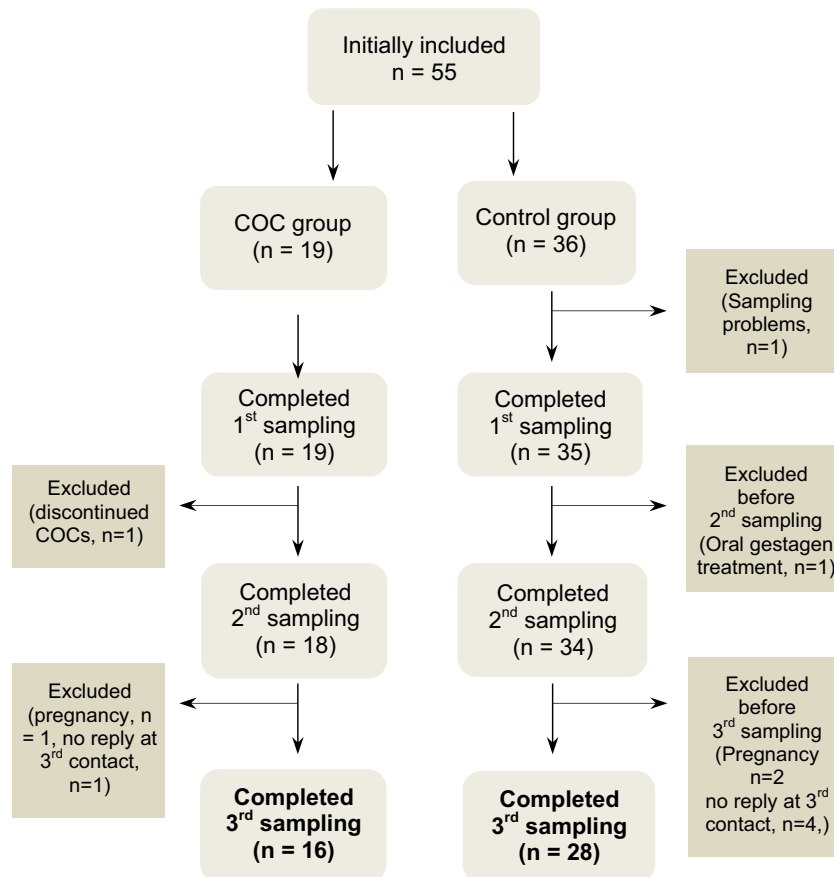 Initially included
n = 55
COC group
(n = 19)
Control group
(n = 36)
Excluded
(Sampling
problems,
n=1)
Completed
1st sampling
(n = 19)
Completed
1st sampling
(n = 35)
Excluded
(discontinued
COCs, n=1)
Excluded
before
2nd sampling
(Oral gestagen
treatment, n=1)
Completed
2nd sampling
(n = 18)
Completed
2nd sampling
(n = 34)
Excluded
(pregnancy, n
= 1, no reply at
3rd contact,
n=1)
Excluded
before
3rd sampling
(Pregnancy
n=2
no reply at 3rd
contact, n=4,)
Completed
3rd sampling
(n = 16)
Completed
3rd sampling
(n = 28)